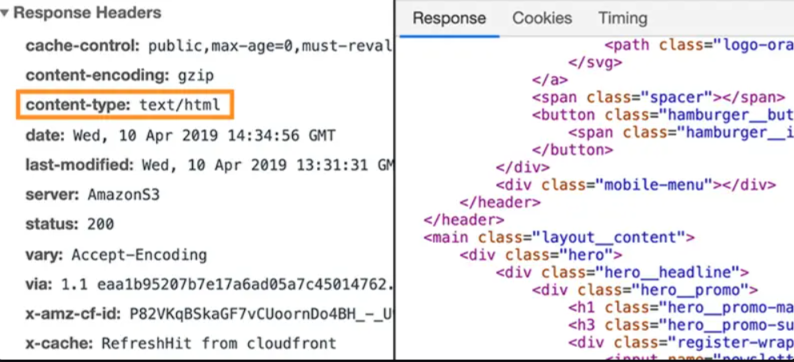 Response Headers
cache-control: public,max-age=0,must-reval
content-encoding: gzip
content-type: text/html
date: Wed, 10 Apr 2019 14:34:56 GMT
last-modified: Wed, 10 Apr 2019 13:31:31 GM
server: AmazonS3
status: 200
vary: Accept-Encoding
via: 1.1 eaa1b95207b7e17a6ad05a7c45014762.
x-amz-cf-id: P82VKqBSkaGF7vCUoornDo4BH_-_U
x-cache: RefreshHit from cloudfront
Response Cookies Timing
<path class="logo-ora
</svg>
</a>
<span class="spacer"></span>
<button class="hamburger__but
<span class="hamburger__i
</button>
</div>
<div class="mobile-menu"></div>
</header>
</header>
<main class="layout__content">
<div class="hero">
<div class="hero__headline">
<div class="hero__promo">
<h1 class="hero__promo-ma
<h3 class="hero__promo-su
<div class="register-wrap
<input name="newslett